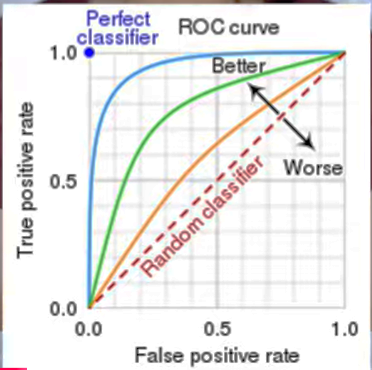 Perfect
classifier
ROC curve
1.0
Better
True positive rate
0.5
Worse
Random classifier
0.0
0.0 0.5 1.0
False positive rate